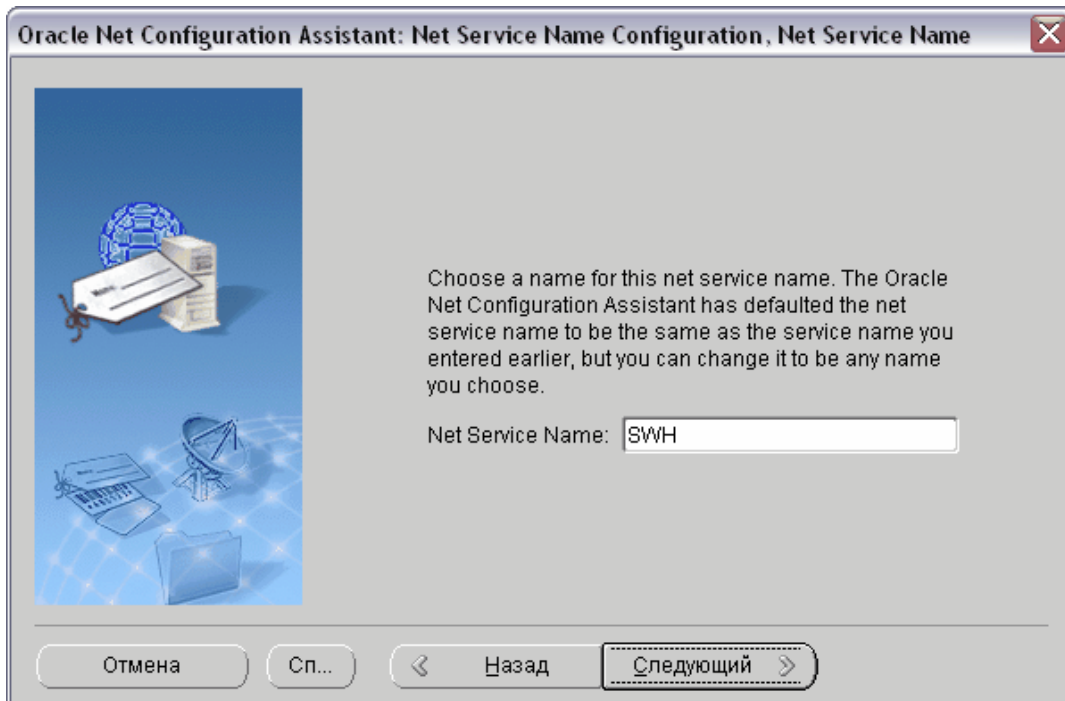 Oracle Net Configuration Assistant: Net Service Name Configuration, Net Service Name
Choose a name for this net service name. The Oracle
Net Configuration Assistant has defaulted the net
service name to be the same as the service name you
entered earlier, but you can change it to be any name
you choose.
Net Service Name: SWH
Отмена Сп... Назад Следующий